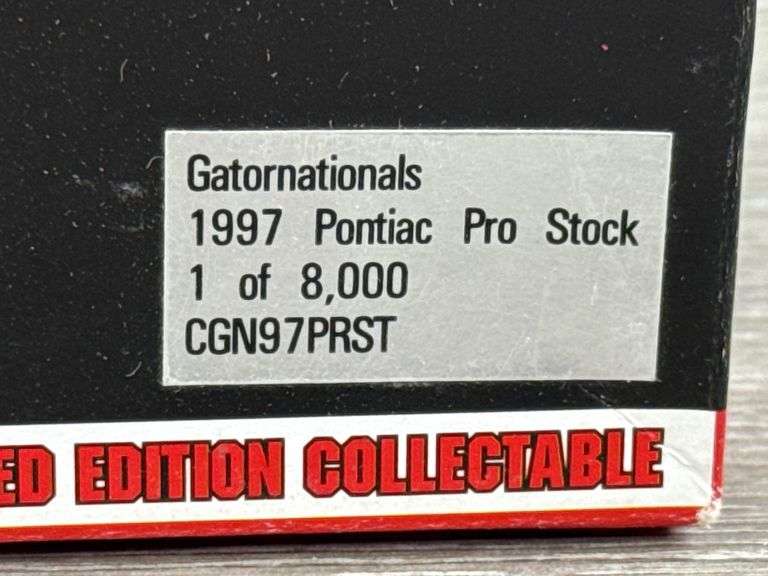 Gatornationals
1997 Pontiac Pro Stock
1 of 8,000
CGN97PRST
ED EDITION COLLECTABLE